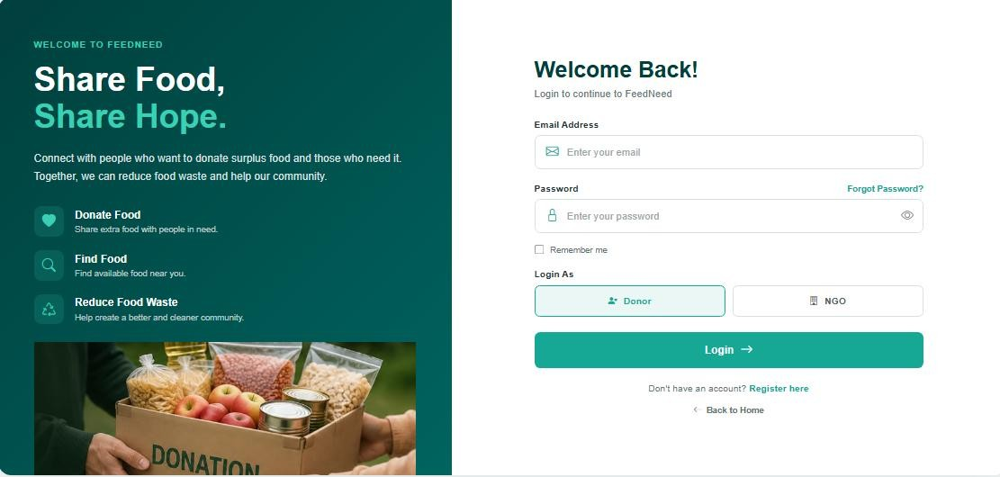 WELCOME TO FEEDNEED
Share Food,
Share Hope.
Connect with people who want to donate surplus food and those who need it.
Together, we can reduce food waste and help our community.
Donate Food
Share extra food with people in need.
Find Food
Find available food near you.
Reduce Food Waste
Help create a better and cleaner community.
DONATION
Welcome Back!
Login to continue to FeedNeed
Email Address
Enter your email
Password Forgot Password?
Enter your password
Remember me
Login As
Donor NGO
Login →
Don't have an account? Register here
← Back to Home